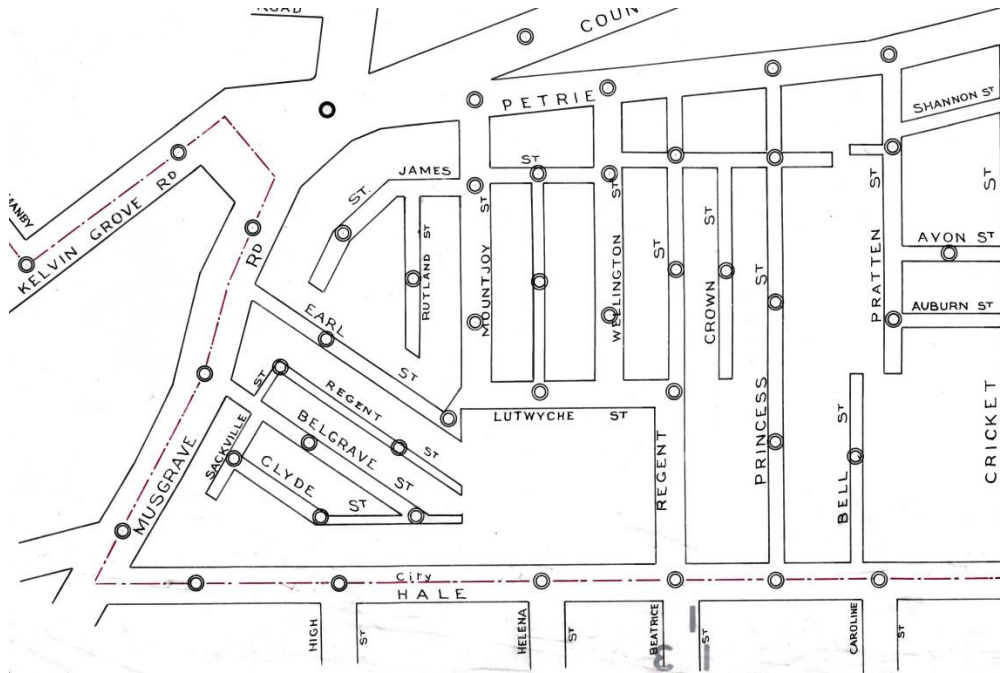 ROAD
COUN
PETRIE
SHANNON ST
JAMES ST
ST.
MANBY
KELVIN GROVE RD
RD
MUSGRAVE
RUTLAND ST
MOUNTJOY ST
WELLINGTON ST
CROWN ST
PRATTEN ST
ST
AVON ST
AUBURN ST
EARL ST
ST
REGENT ST
BELGRAVE ST
SACKVILLE
CLYDE ST
LUTWYCHE ST
REGENT ST
PRINCESS ST
BELL ST
CRICKET
City
HALE
HIGH ST
HELENA ST
BEATRICE ST
CAROLINE ST